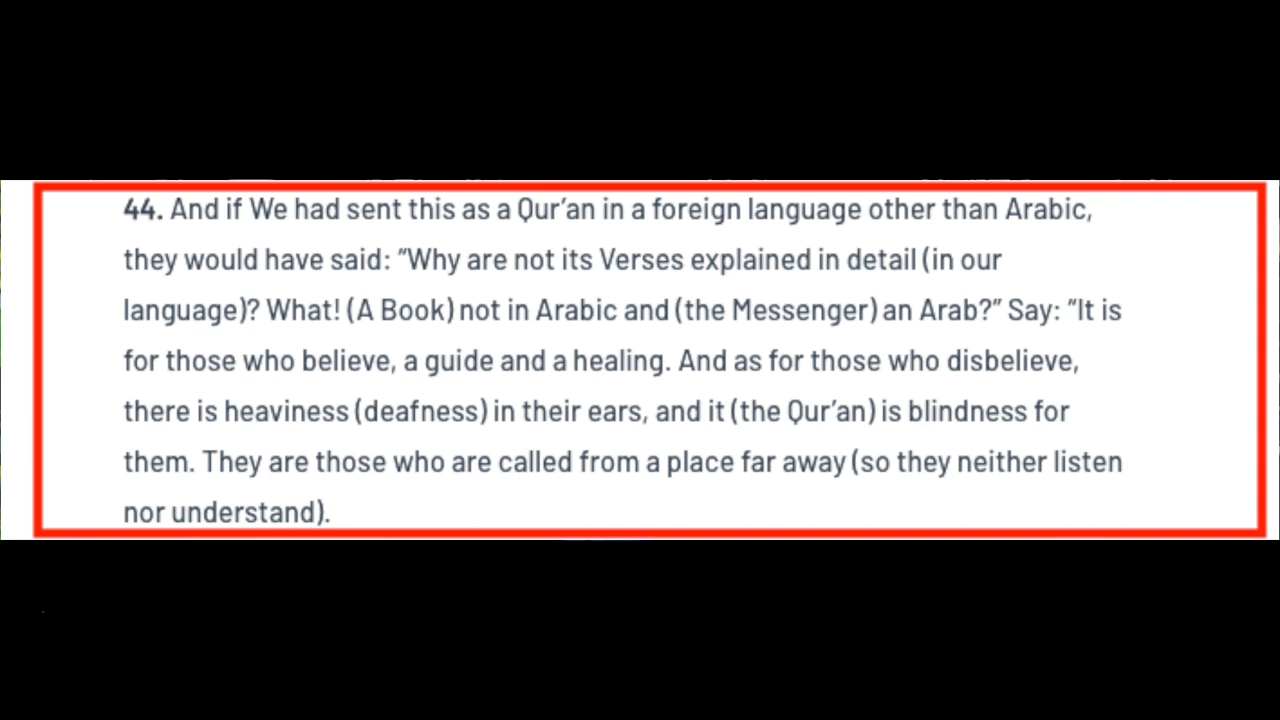 44. And if We had sent this as a Qur’an in a foreign language other than Arabic,
they would have said: “Why are not its Verses explained in detail (in our
language)? What! (A Book) not in Arabic and (the Messenger) an Arab?” Say: “It is
for those who believe, a guide and a healing. And as for those who disbelieve,
there is heaviness (deafness) in their ears, and it (the Qur’an) is blindness for
them. They are those who are called from a place far away (so they neither listen
nor understand).